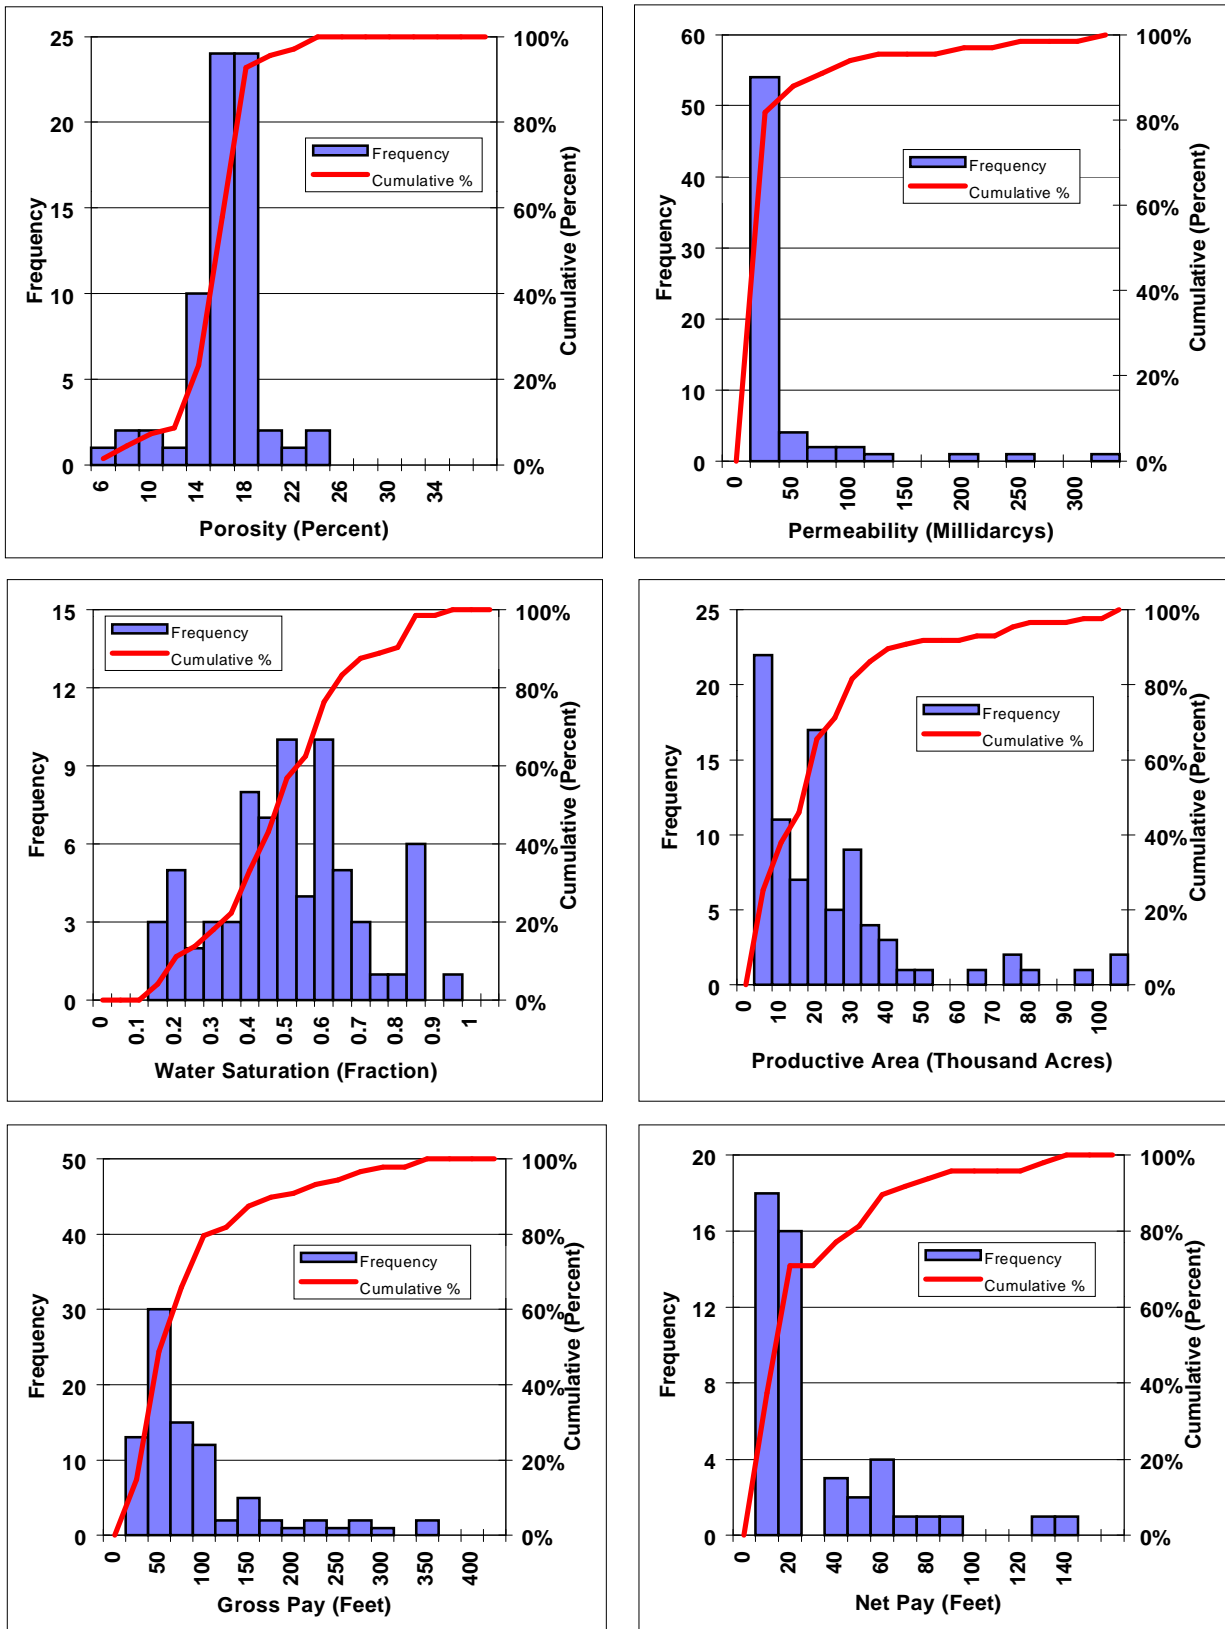 25
20
15
10
5
0
Frequency
100%
80%
60%
40%
20%
0%
Cumulative (Percent)
Frequency
Cumulative %
6 10 14 18 22 26 34
Porosity (Percent)
60
50
40
30
20
10
0
Frequency
100%
80%
60%
40%
20%
0%
Cumulative (Percent)
Frequency
Cumulative %
0 50 100 150 200 250 300
Permeability (Millidarcys)
15
12
9
6
3
0
Frequency
100%
80%
60%
40%
20%
0%
Cumulative (Percent)
Frequency
Cumulative %
0 0.1 0.2 0.3 0.4 0.5 0.6 0.7 0.8 0.9 1
Water Saturation (Fraction)
25
20
15
10
5
0
Frequency
100%
80%
60%
40%
20%
0%
Cumulative (Percent)
Frequency
Cumulative %
0 10 20 30 40 50 60 70 80 90 100
Productive Area (Thousand Acres)
50
40
30
20
10
0
Frequency
100%
80%
60%
40%
20%
0%
Cumulative (Percent)
Frequency
Cumulative %
0 50 100 150 200 250 300 350 400
Gross Pay (Feet)
20
16
12
8
4
0
Frequency
100%
80%
60%
40%
20%
0%
Cumulative (Percent)
Frequency
Cumulative %
0 20 40 60 80 100 120 140
Net Pay (Feet)